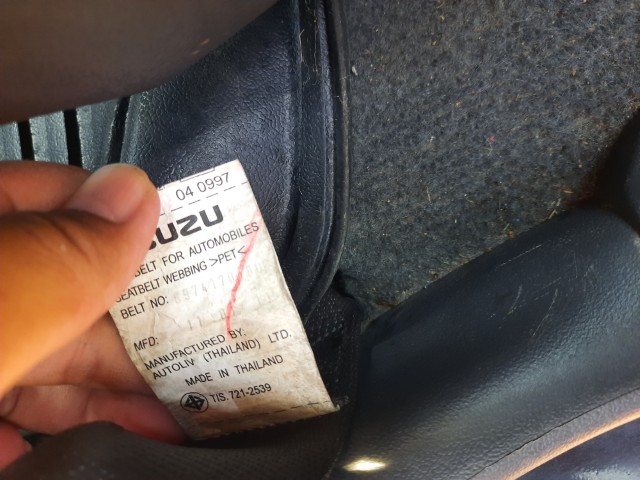 04 0997
SUZU
BELT FOR AUTOMOBILES
SEATBELT WEBBING >PET<
BELT NO:
MFD:
MANUFACTURED BY:
AUTOLIV (THAILAND) LTD.
MADE IN THAILAND
TIS. 721-2539